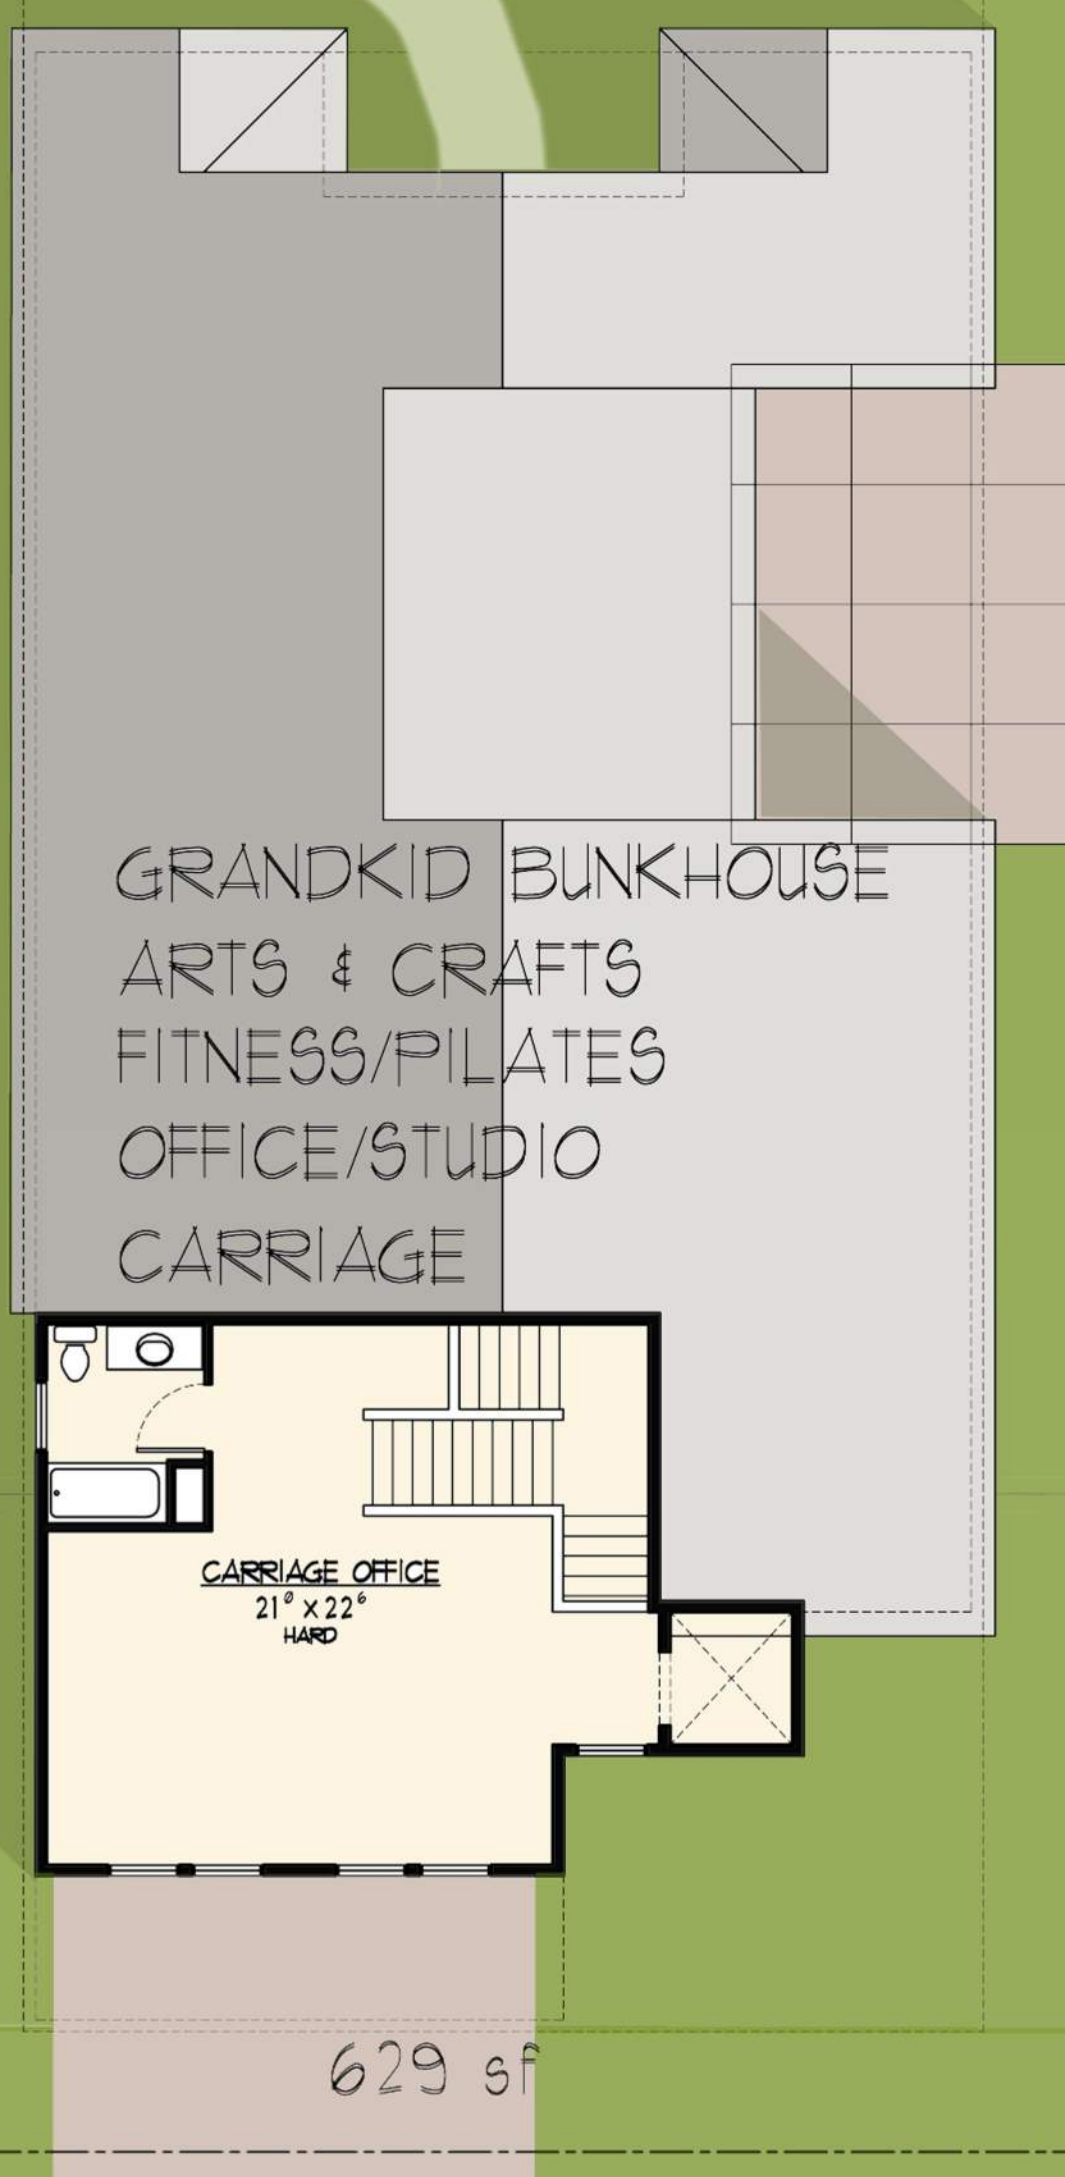 GRANDKID BUNKHOUSE
ARTS & CRAFTS
FITNESS/PILATES
OFFICE/STUDIO
CARRIAGE
CARRIAGE OFFICE
21⁰ X 22⁶
HARD
629 sf